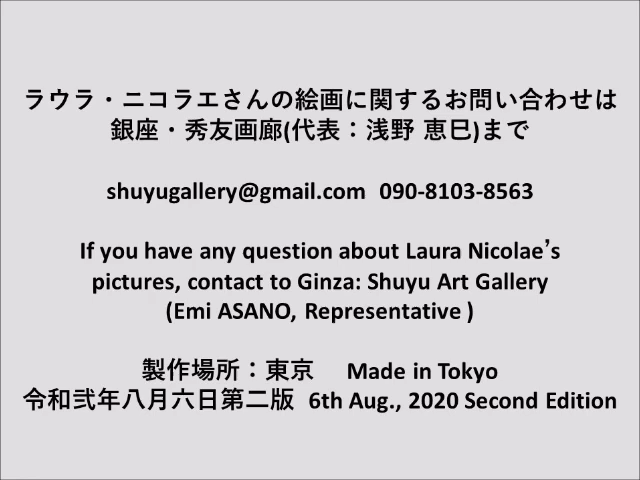 ラウラ・ニコラエさんの絵画に関するお問い合わせは
銀座・秀友画廊(代表：浅野 恵巳)まで
shuyugallery@gmail.com 090-8103-8563
If you have any question about Laura Nicolae’s
pictures, contact to Ginza: Shuyu Art Gallery
(Emi ASANO, Representative )
製作場所：東京 Made in Tokyo
令和弐年八月六日第二版 6th Aug., 2020 Second Edition